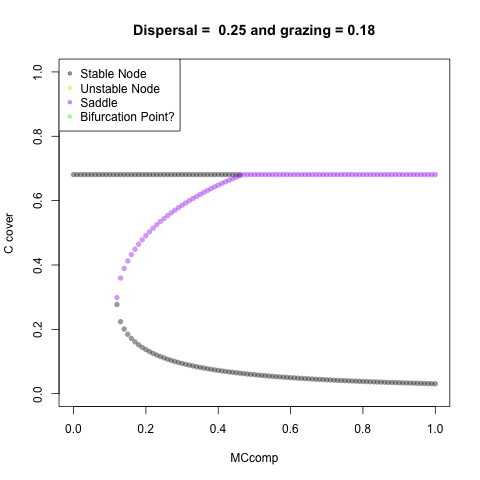 Dispersal =  0.25 and grazing = 0.18
Stable Node
Unstable Node
Saddle
Bifurcation Point?
C cover
1.0
0.8
0.6
0.4
0.2
0.0
0.0 0.2 0.4 0.6 0.8 1.0
MCcomp